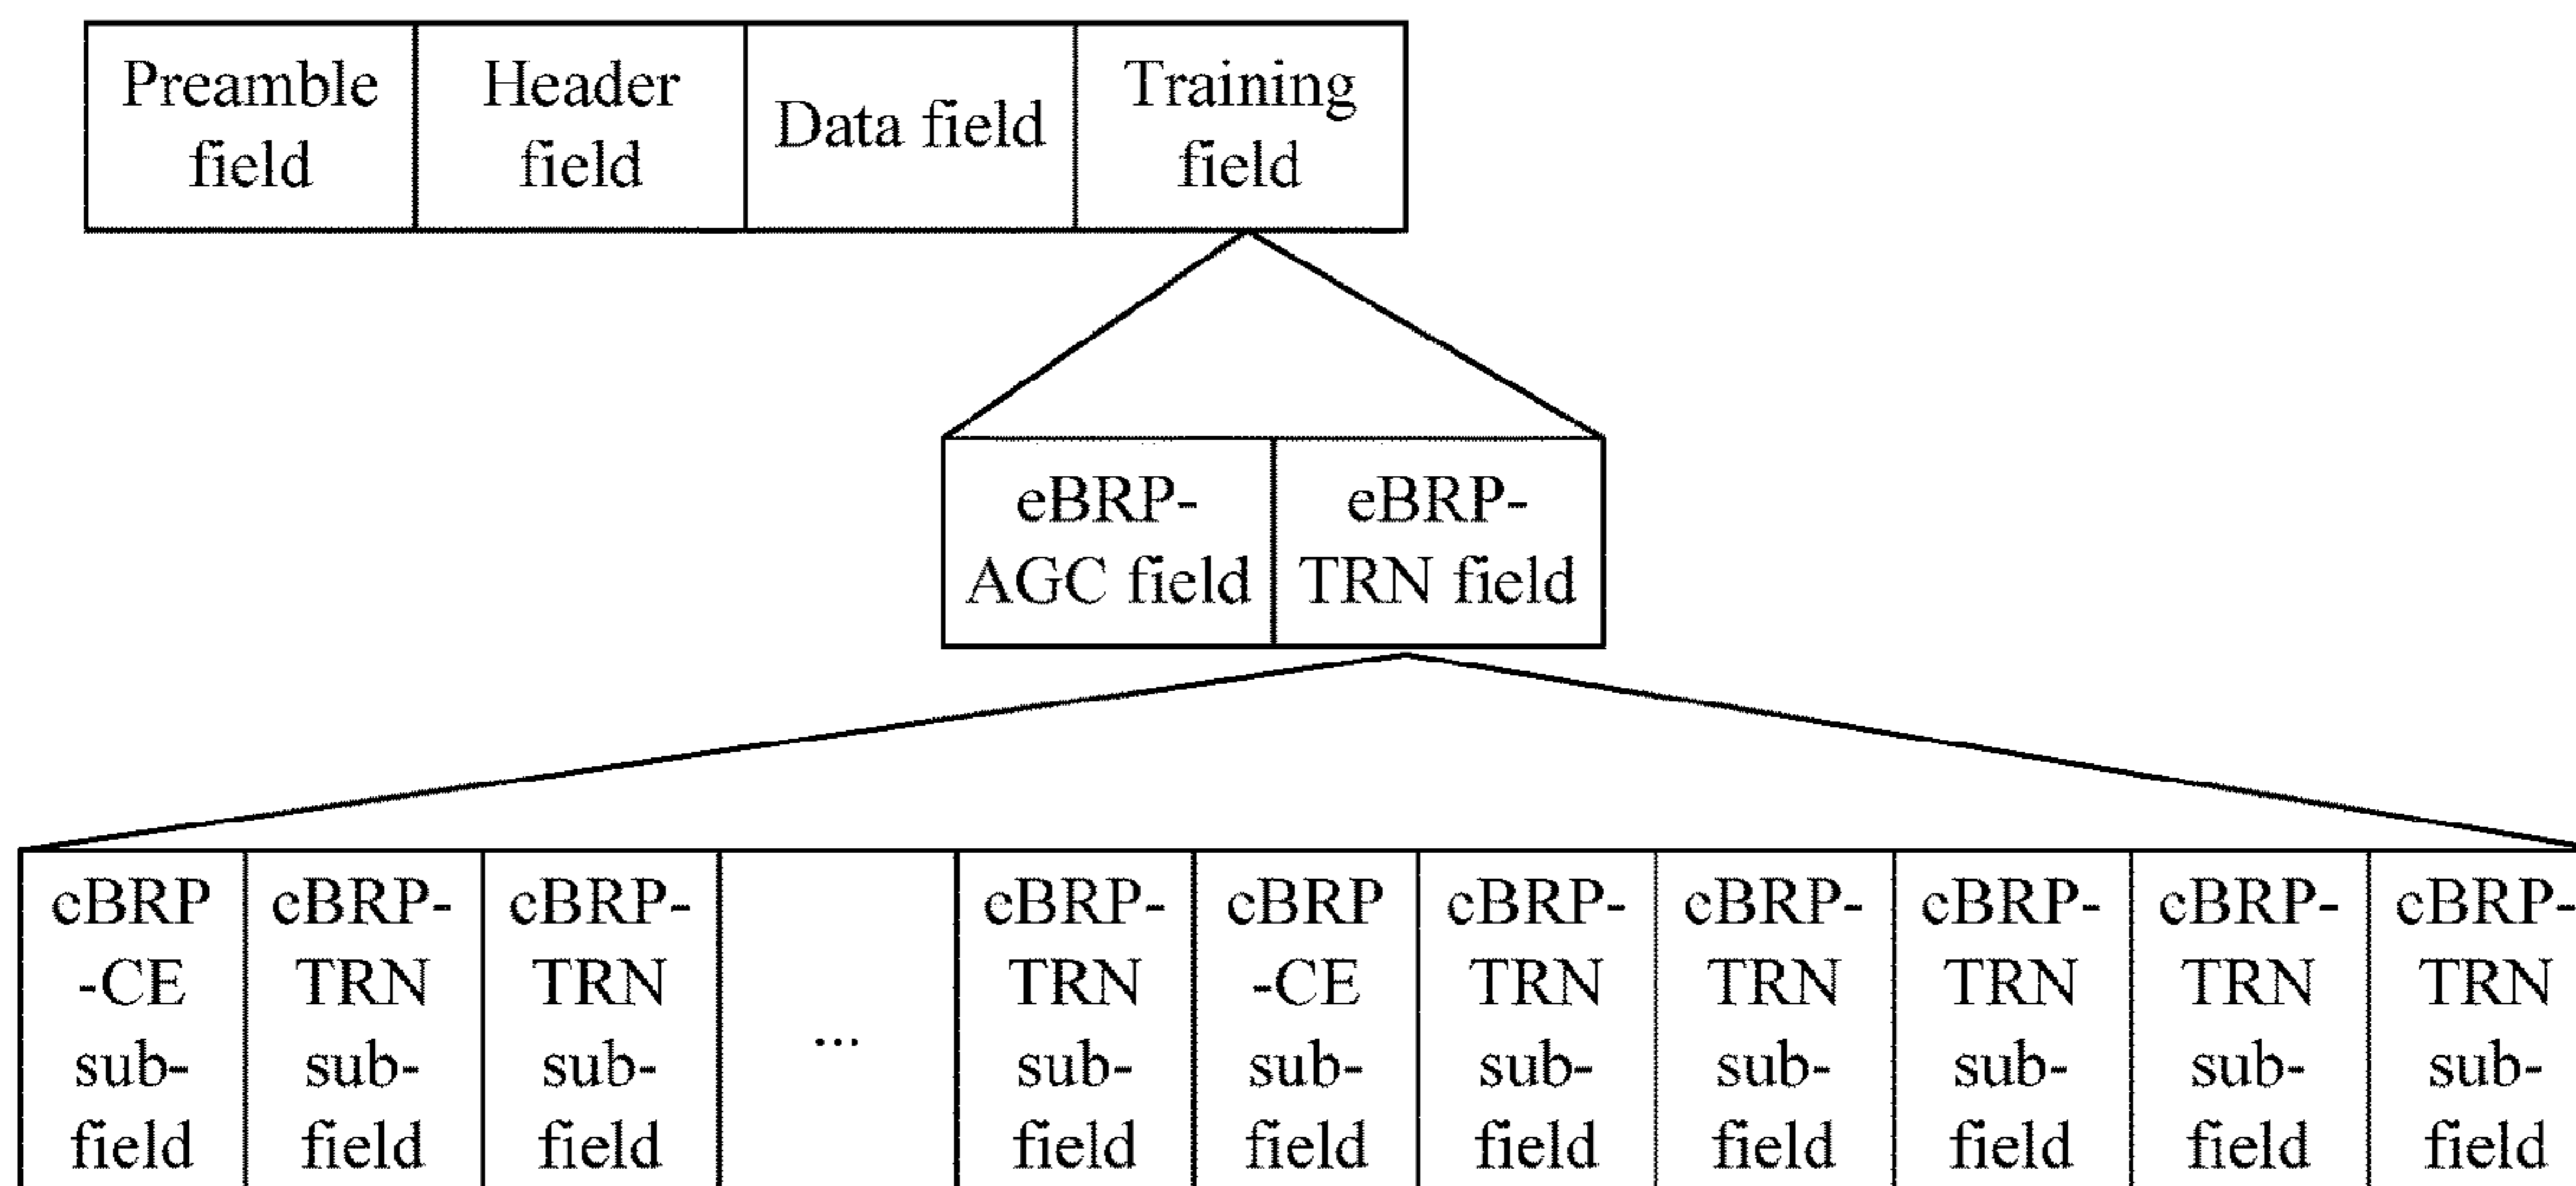 Preamble
field
Header
field
Data field
Training
field
eBRP-
AGC field
eBRP-
TRN field
cBRP
-CE
sub-
field
cBRP-
TRN
sub-
field
cBRP-
TRN
sub-
field
...
cBRP-
TRN
sub-
field
cBRP
-CE
sub-
field
cBRP-
TRN
sub-
field
cBRP-
TRN
sub-
field
cBRP-
TRN
sub-
field
cBRP-
TRN
sub-
field
cBRP-
TRN
sub-
field